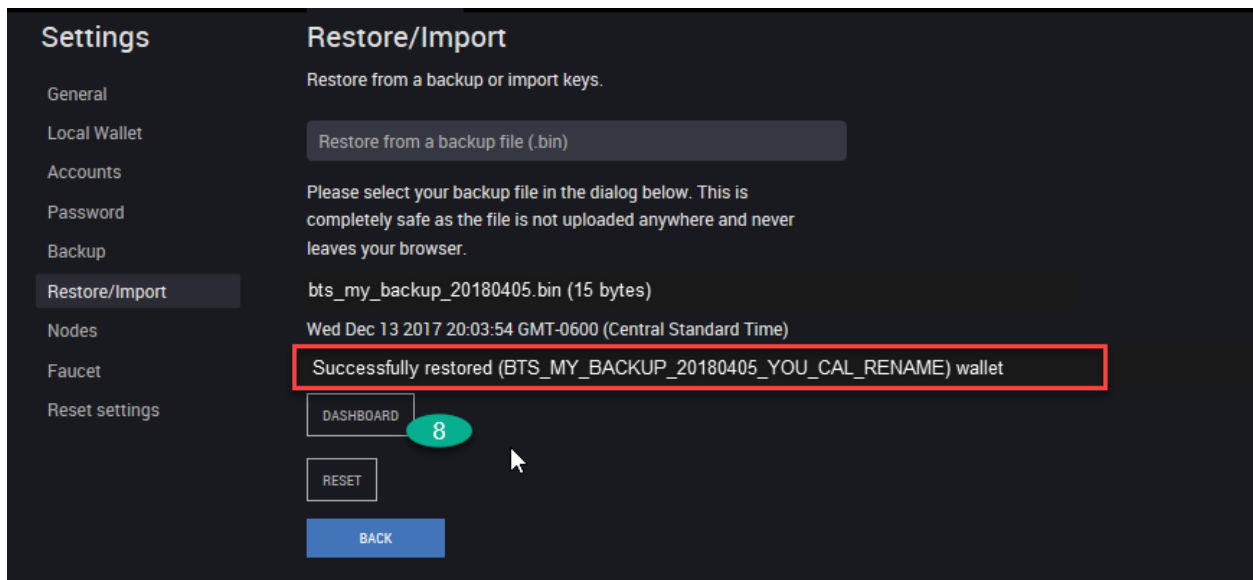 Settings
General
Local Wallet
Accounts
Password
Backup
Restore/Import
Nodes
Faucet
Reset settings
Restore/Import
Restore from a backup or import keys.
Restore from a backup file (.bin)
Please select your backup file in the dialog below. This is
completely safe as the file is not uploaded anywhere and never
leaves your browser.
bts_my_backup_20180405.bin (15 bytes)
Wed Dec 13 2017 20:03:54 GMT-0600 (Central Standard Time)
Successfully restored (BTS_MY_BACKUP_20180405_YOU_CAL_RENAME) wallet
DASHBOARD
8
RESET
BACK